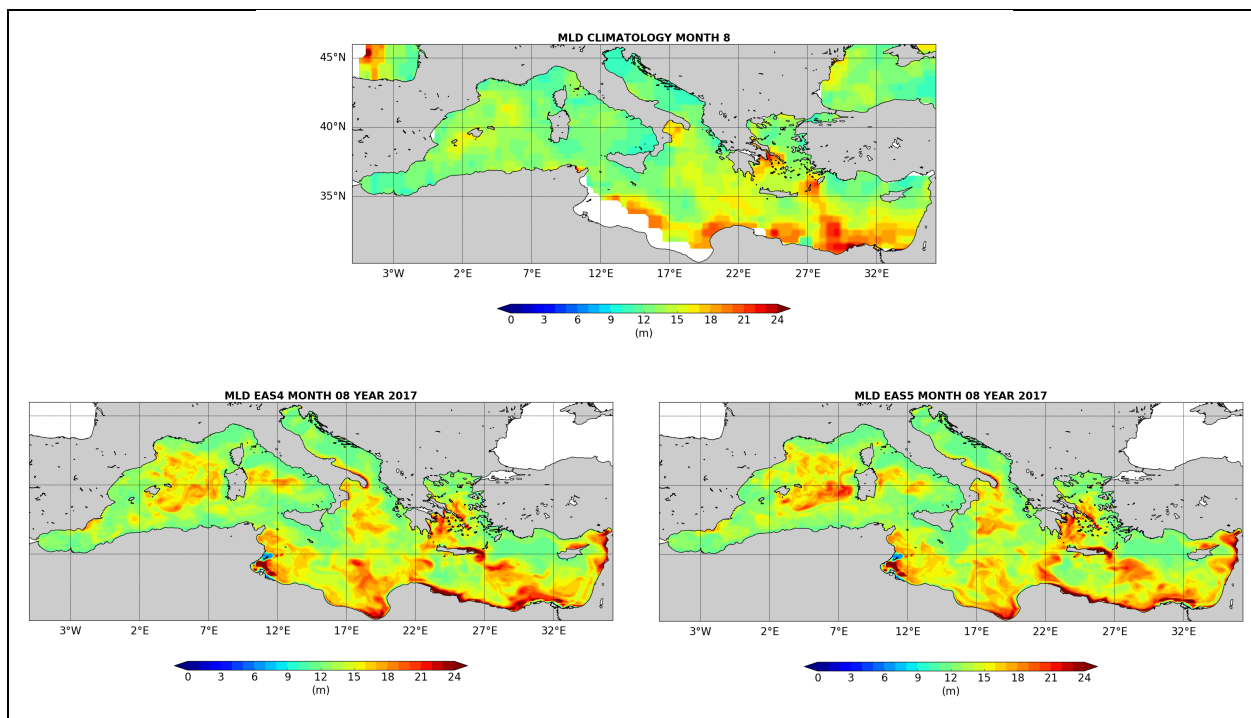 MLD CLIMATOLOGY MONTH 8
45°N
40°N
35°N
3°W 2°E 7°E 12°E 17°E 22°E 27°E 32°E
0 3 6 9 12 15 18 21 24
(m)
MLD EAS4 MONTH 08 YEAR 2017
MLD EAS5 MONTH 08 YEAR 2017
3°W 2°E 7°E 12°E 17°E 22°E 27°E 32°E
3°W 2°E 7°E 12°E 17°E 22°E 27°E 32°E
0 3 6 9 12 15 18 21 24
0 3 6 9 12 15 18 21 24
(m)
(m)